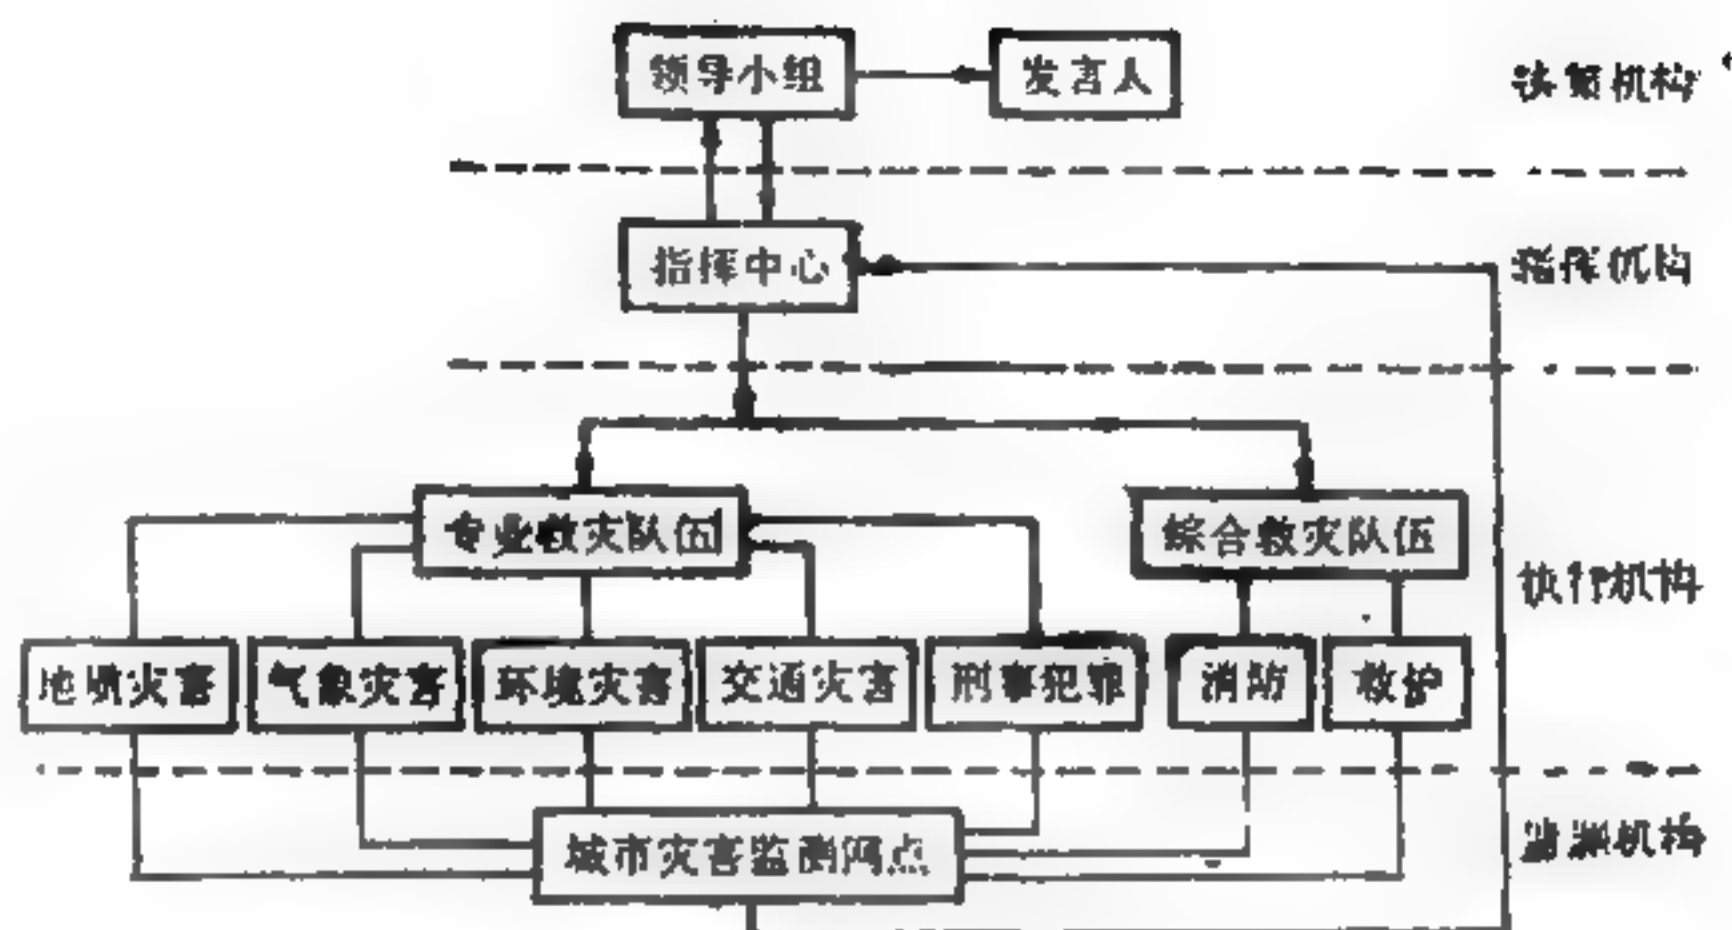 领导小组
发言人
决策机构
指挥中心
指挥机构
专业救灾队伍
综合救灾队伍
执行机构
地质灾害
气象灾害
环境灾害
交通灾害
刑事犯罪
消防
救护
城市灾害监测网点
监测机构